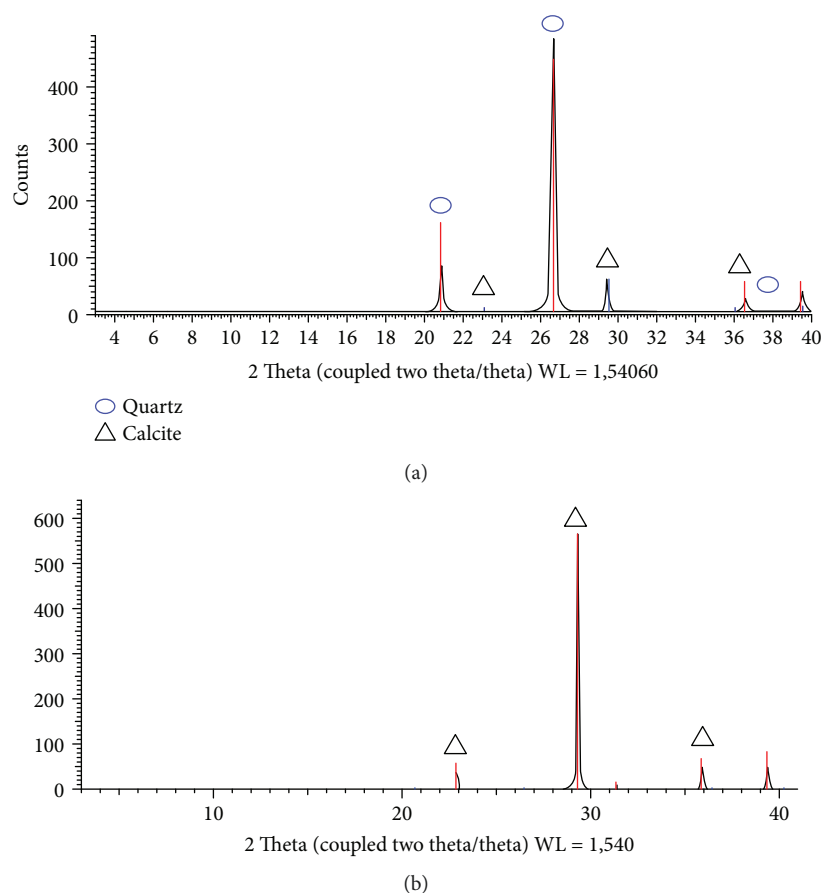 Counts
400
300
200
100
0
4 6 8 10 12 14 16 18 20 22 24 26 28 30 32 34 36 38 40
2 Theta (coupled two theta/theta) WL = 1,54060
Quartz
Calcite
(a)
600
500
400
300
200
100
0
10 20 30 40
2 Theta (coupled two theta/theta) WL = 1,540
(b)